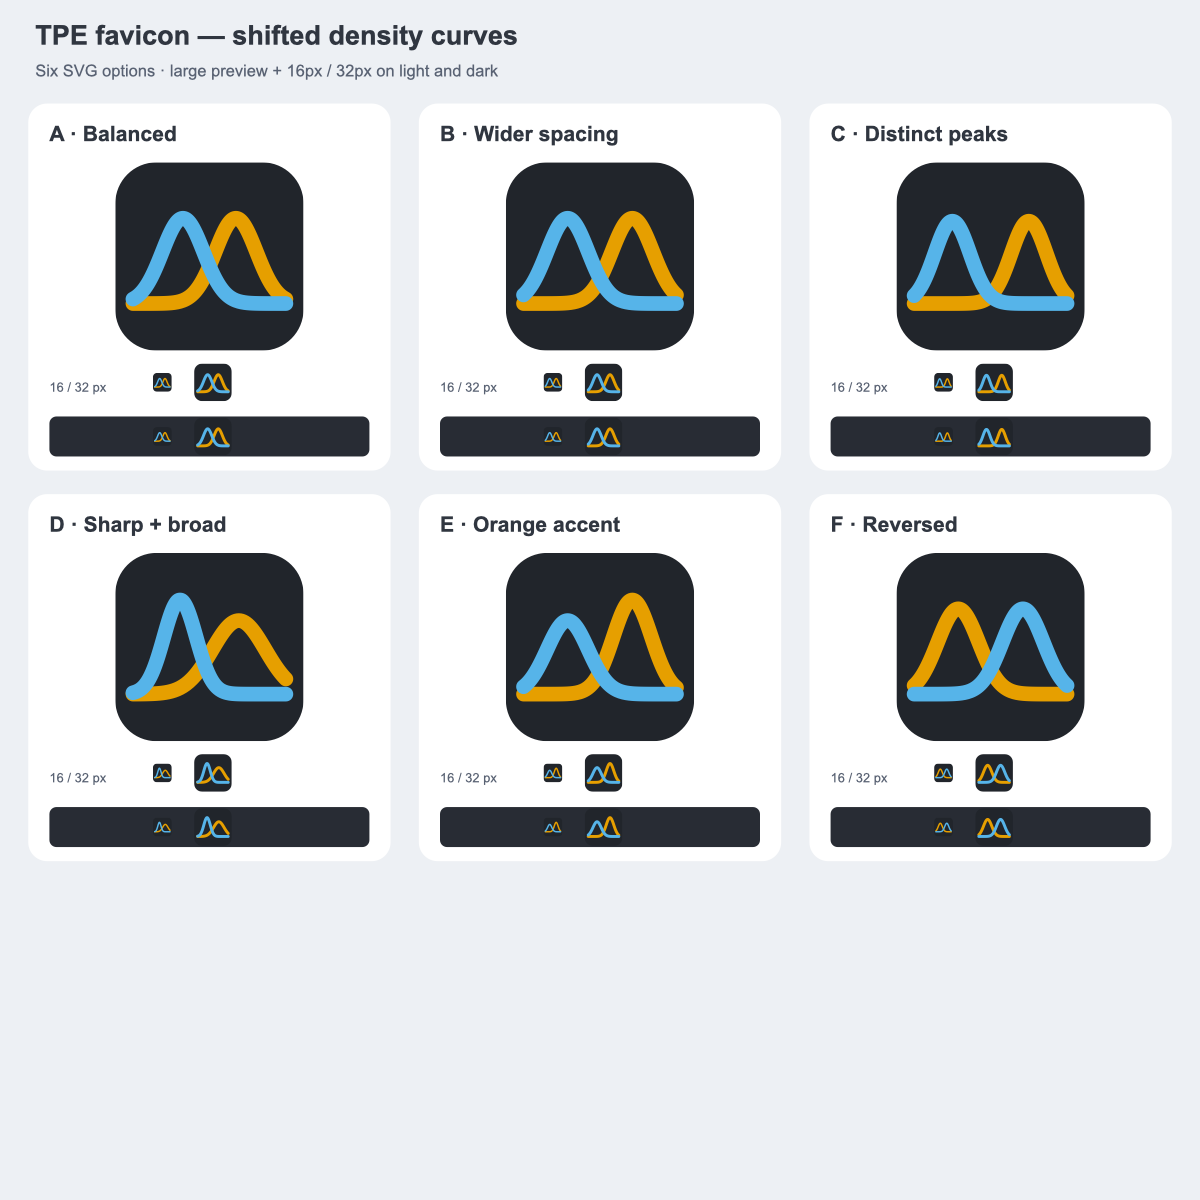 TPE favicon — shifted density curves
Six SVG options · large preview + 16px / 32px on light and dark
A · Balanced
B · Wider spacing
C · Distinct peaks
16 / 32 px
16 / 32 px
16 / 32 px
D · Sharp + broad
E · Orange accent
F · Reversed
16 / 32 px
16 / 32 px
16 / 32 px